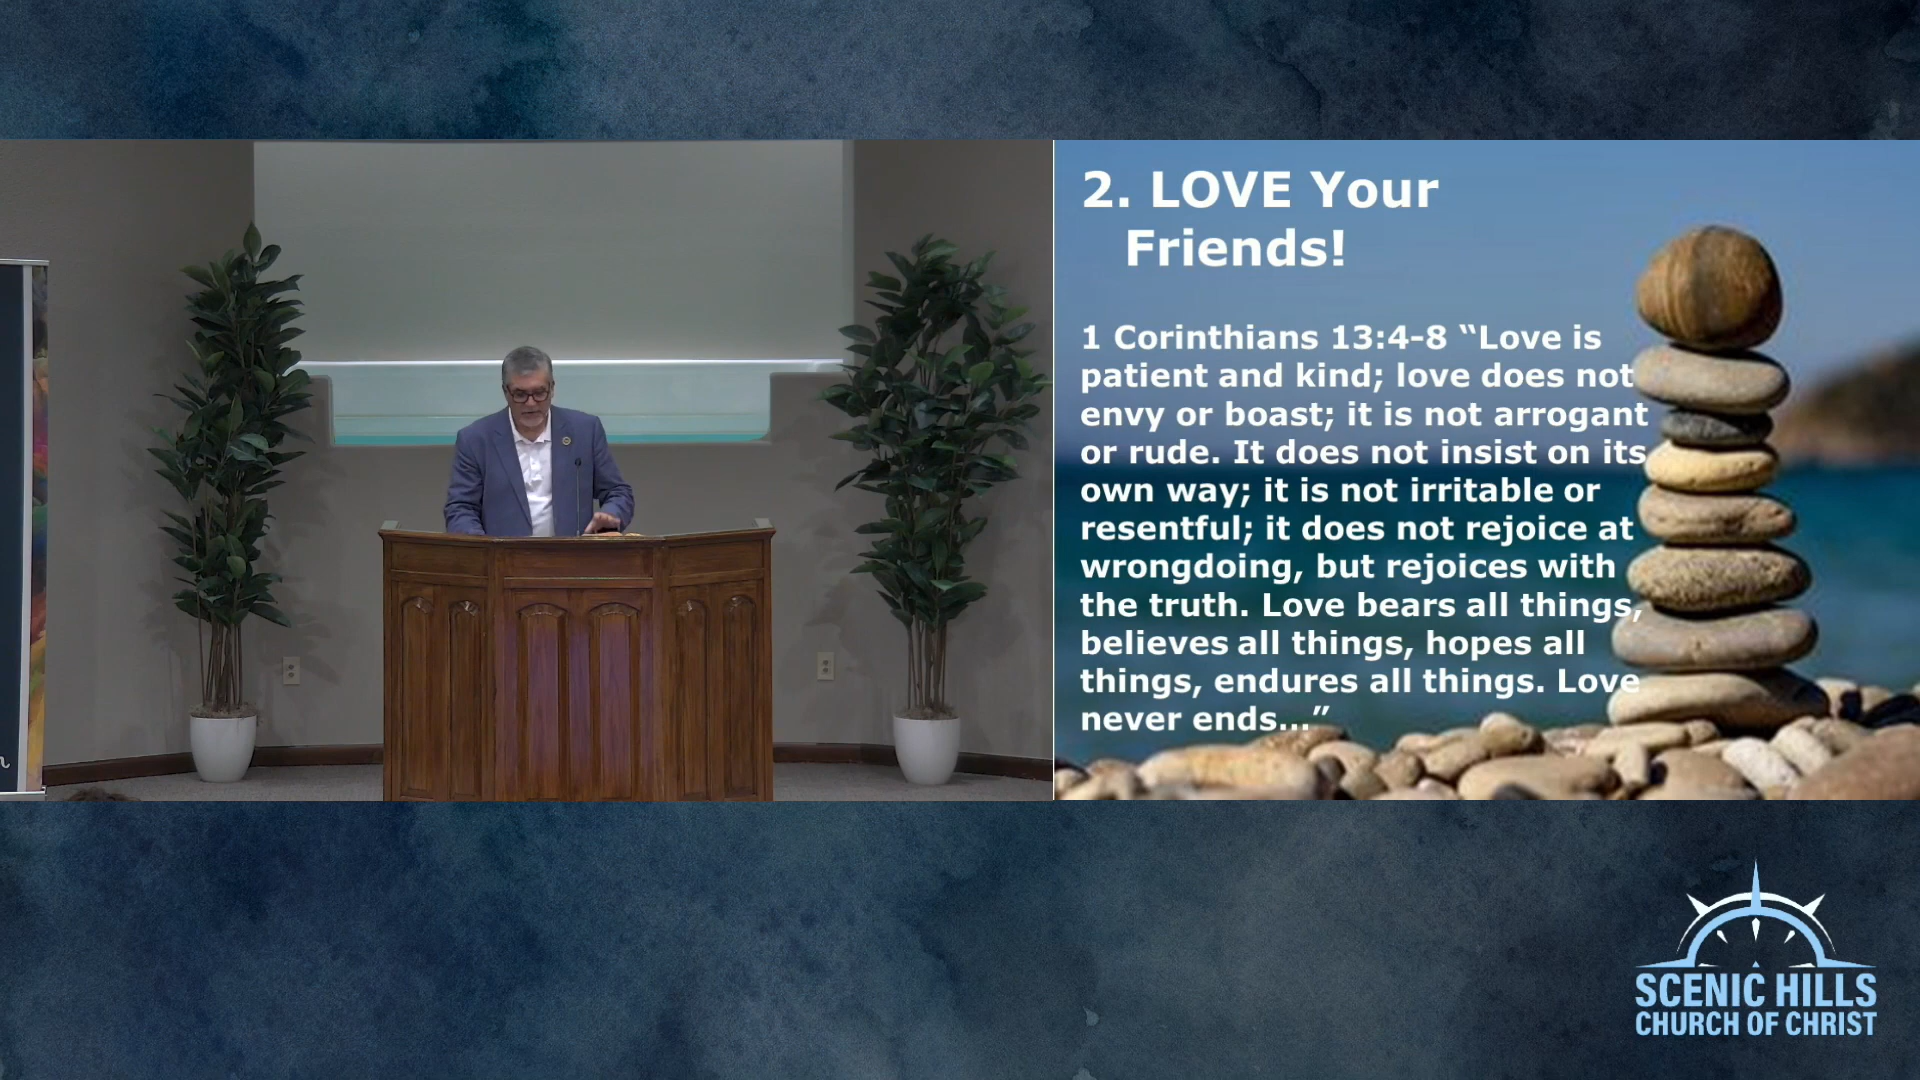 2. LOVE Your
Friends!
1 Corinthians 13:4-8 “Love is
patient and kind; love does not
envy or boast; it is not arrogant
or rude. It does not insist on its
own way; it is not irritable or
resentful; it does not rejoice at
wrongdoing, but rejoices with
the truth. Love bears all things,
believes all things, hopes all
things, endures all things. Love
never ends...”
SCENIC HILLS
CHURCH OF CHRIST